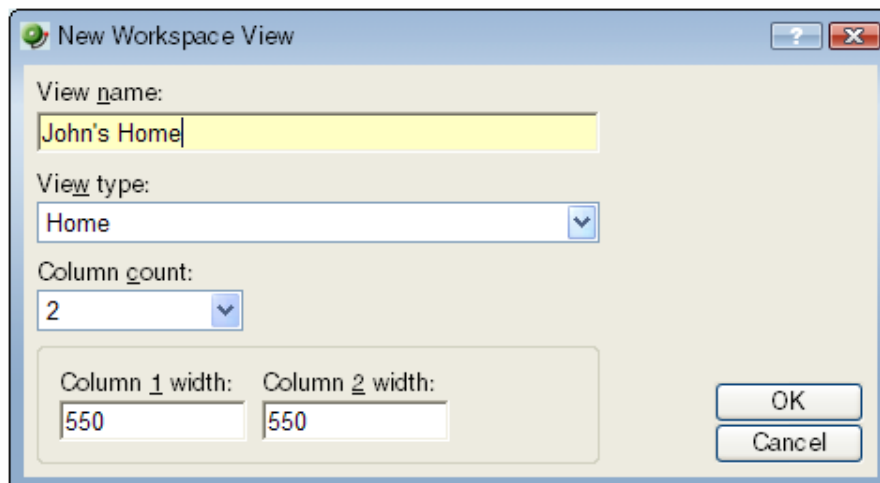 New Workspace View
View name:
John's Home
View type:
Home
Column count:
2
Column 1 width: Column 2 width:
550 550
OK
Cancel